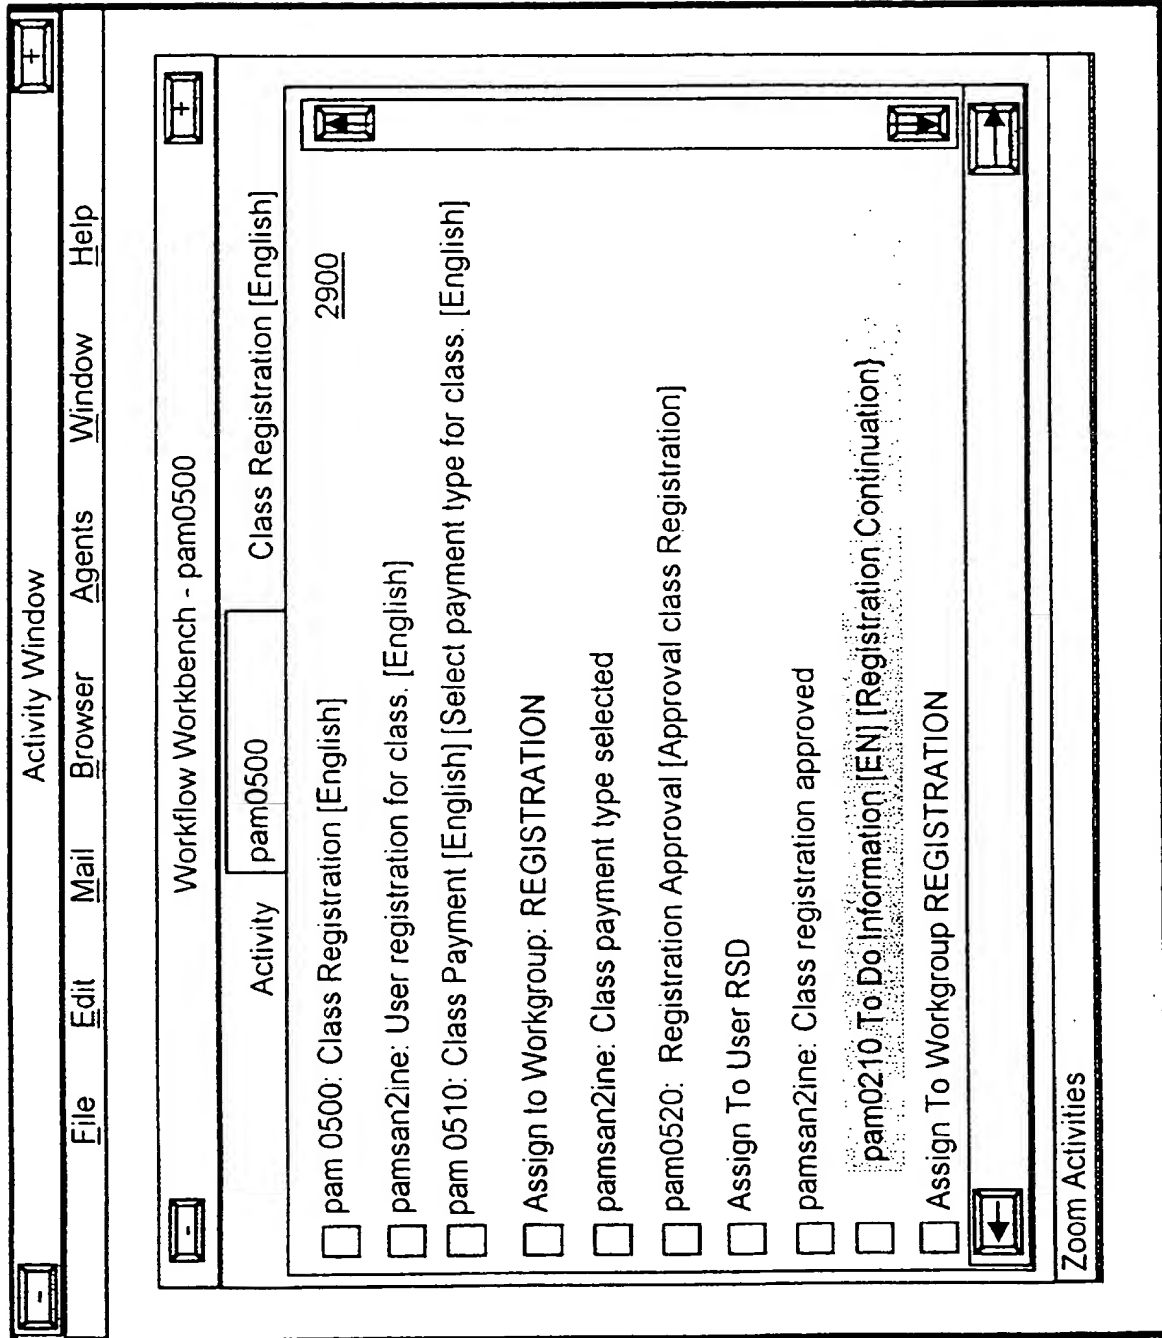 - Activity Window +
File Edit Mail Browser Agents Window Help
- Workflow Workbench - pam0500 +
Activity pam0500 Class Registration [English]
pam 0500: Class Registration [English] 2900
pamsan2ine: User registration for class. [English]
pam 0510: Class Payment [English] [Select payment type for class. [English]
Assign to Workgroup: REGISTRATION
pamsan2ine: Class payment type selected
pam0520: Registration Approval [Approval class Registration]
Assign To User RSD
pamsan2ine: Class registration approved
pam0210 To Do Information [EN] [Registration Continuation}
Assign To Workgroup REGISTRATION
Zoom Activities